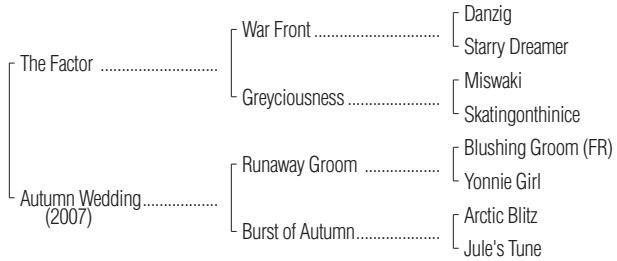 Danzig
War Front
Starry Dreamer
The Factor
Miswaki
Greyciousness
Skatingonthinice
Blushing Groom (FR)
Runaway Groom
Yonnie Girl
Autumn Wedding
(2007)
Arctic Blitz
Burst of Autumn
Jule's Tune